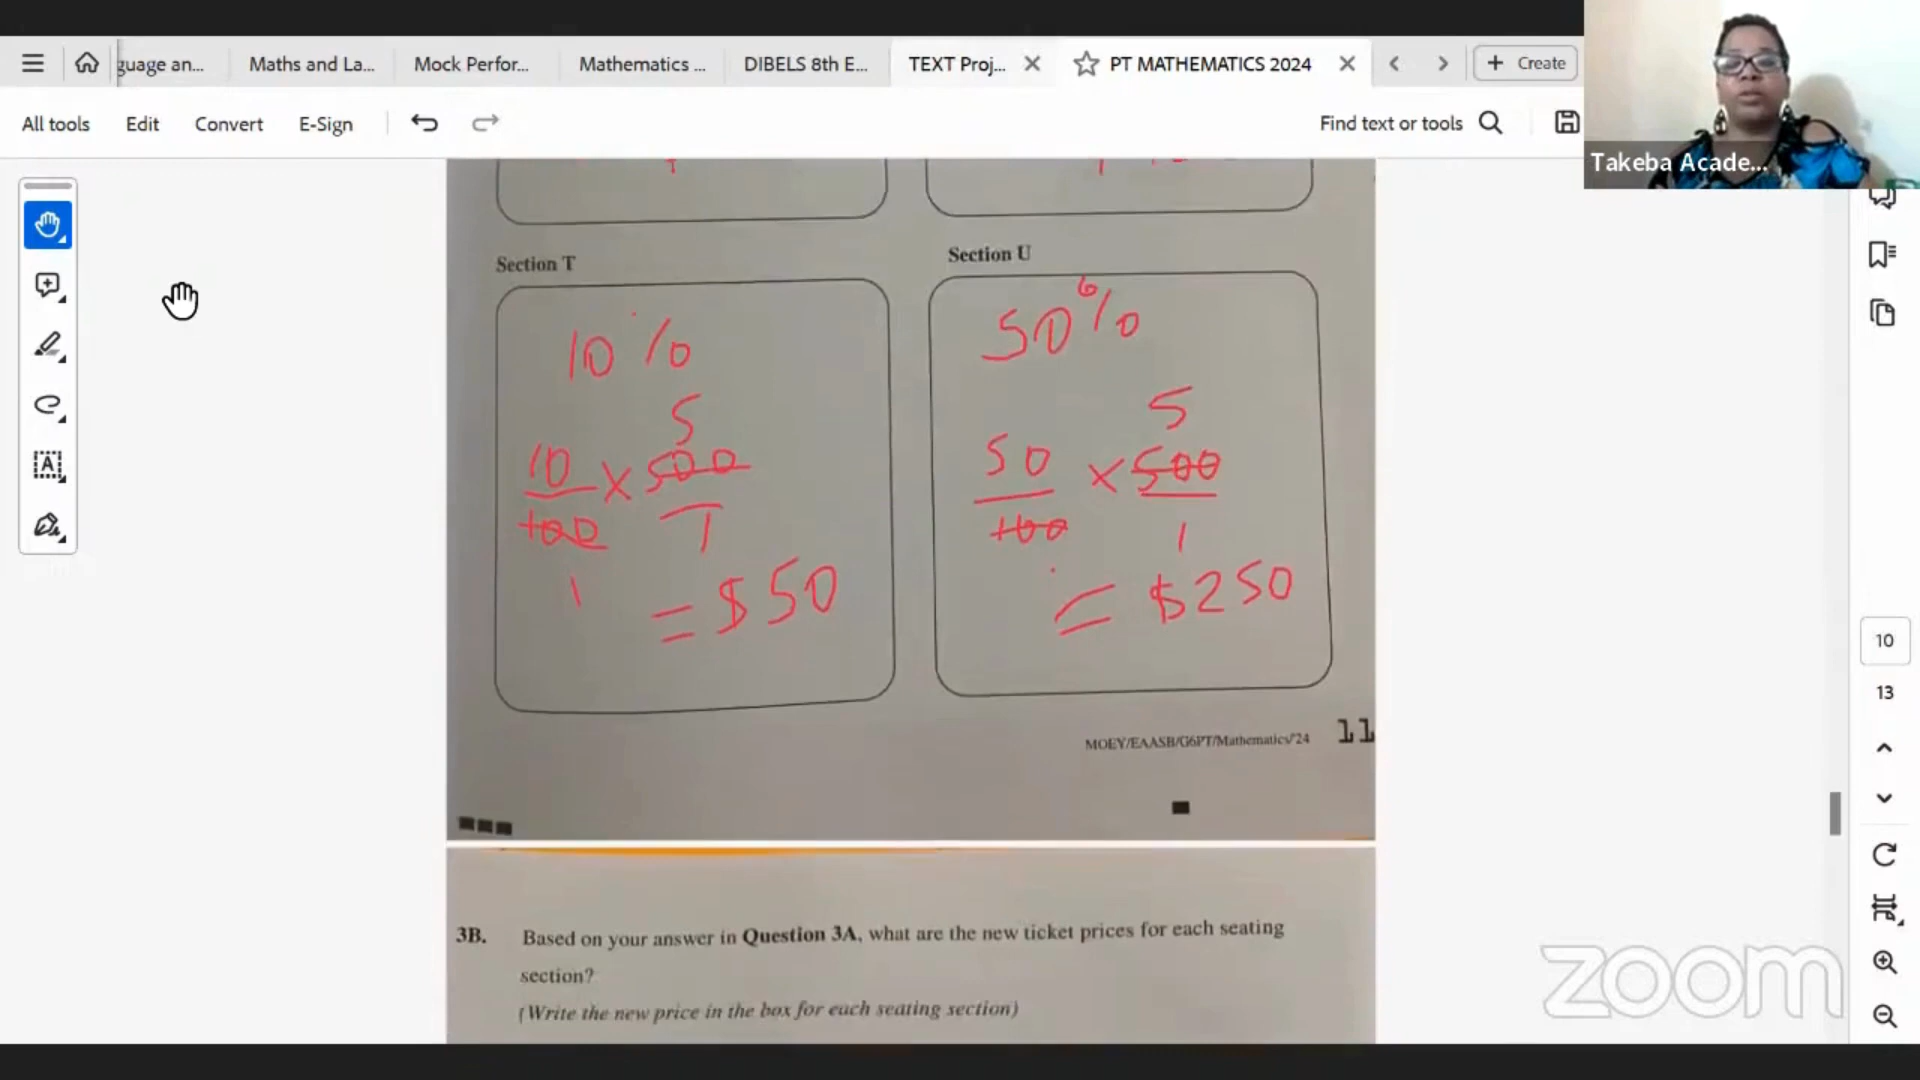 guage an...
Maths and La...
Mock Perfor...
Mathematics ...
DIBELS 8th E...
TEXT Proj...
PT MATHEMATICS 2024
Create
All tools
Edit
Convert
E-Sign
Find text or tools
Takeba Acade...
Section T
Section U
10%
50%
5
5
10 × 500
50 × 500
100 1
100 1
1
= $50
= $250
MOEY/EAASB/G6PT/Mathematics/'24
11
10
13
3B. Based on your answer in Question 3A, what are the new ticket prices for each seating
section?
(Write the new price in the box for each seating section)
zoom